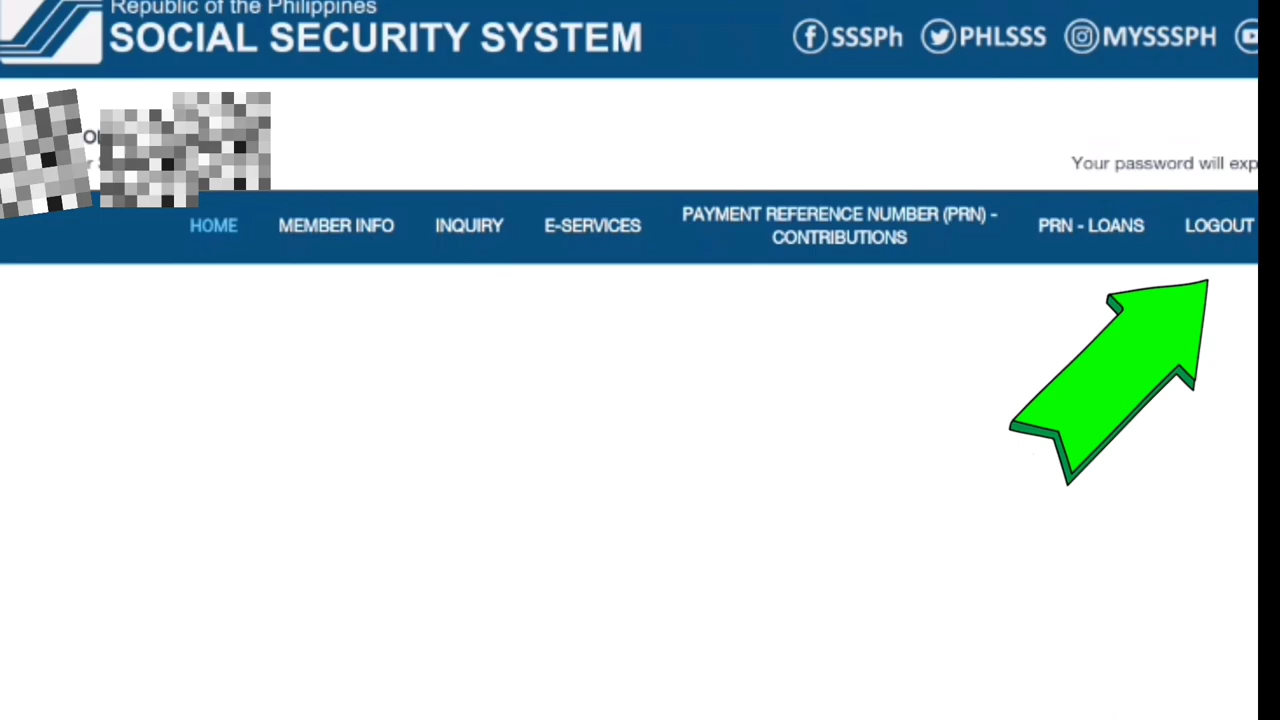 Republic of the Philippines
SOCIAL SECURITY SYSTEM
SSSPh PHLSSS MYSSSPH
Your password will exp
HOME MEMBER INFO INQUIRY E-SERVICES PAYMENT REFERENCE NUMBER (PRN) -
CONTRIBUTIONS PRN - LOANS LOGOUT